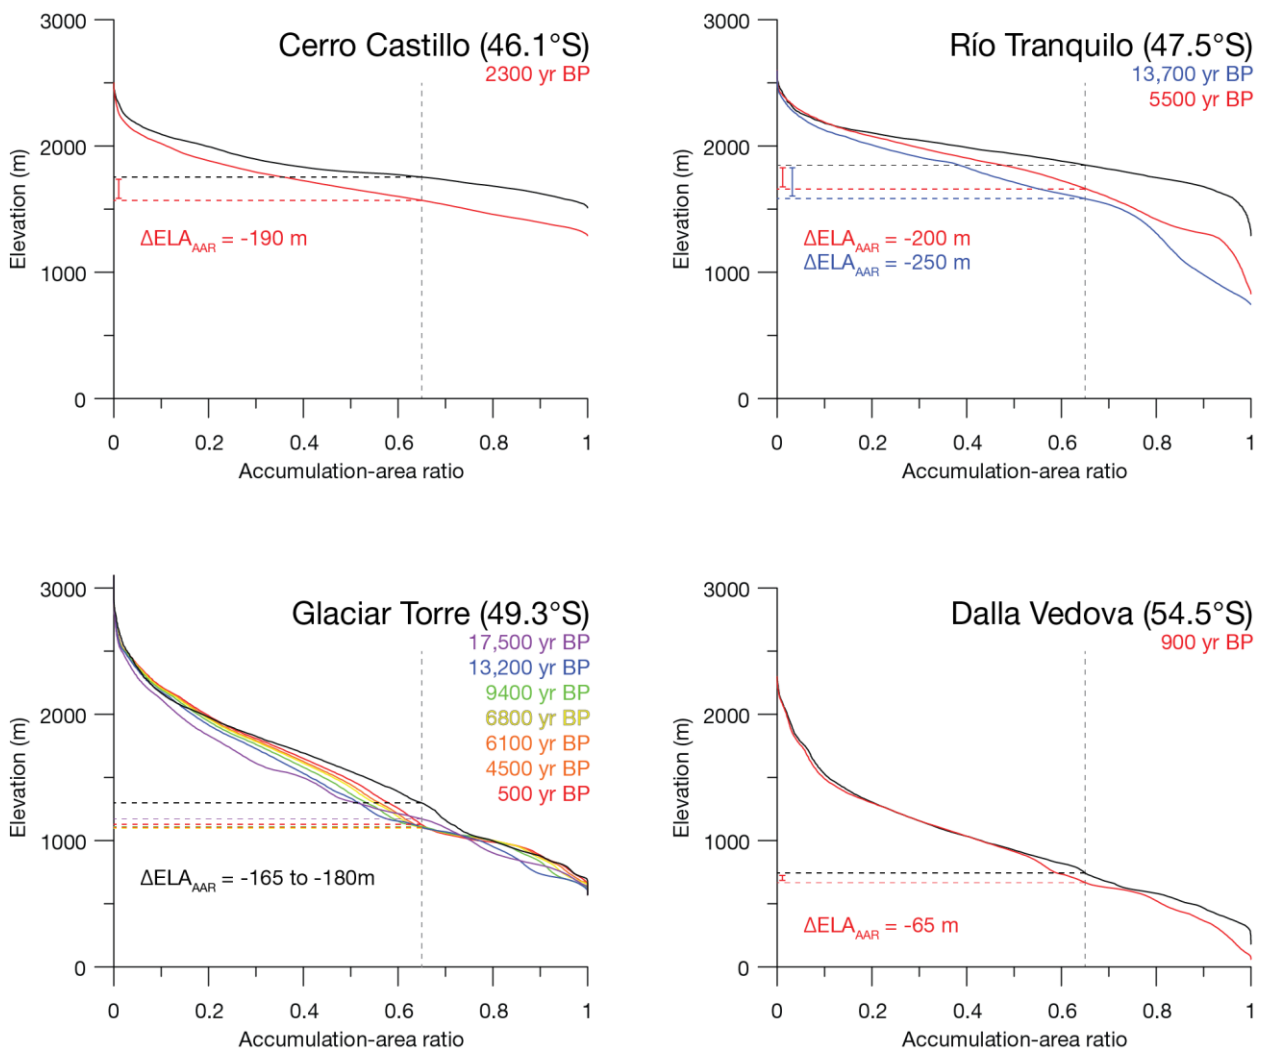 Cerro Castillo (46.1°S)
2300 yr BP
3000
2000
1000
0
Elevation (m)
ΔELA_AAR = -190 m
0 0.2 0.4 0.6 0.8 1
Accumulation-area ratio
Río Tranquilo (47.5°S)
13,700 yr BP
5500 yr BP
3000
2000
1000
0
Elevation (m)
ΔELA_AAR = -200 m
ΔELA_AAR = -250 m
0 0.2 0.4 0.6 0.8 1
Accumulation-area ratio
Glaciar Torre (49.3°S)
17,500 yr BP
13,200 yr BP
9400 yr BP
6800 yr BP
6100 yr BP
4500 yr BP
500 yr BP
3000
2000
1000
0
Elevation (m)
ΔELA_AAR = -165 to -180m
0 0.2 0.4 0.6 0.8 1
Accumulation-area ratio
Dalla Vedova (54.5°S)
900 yr BP
3000
2000
1000
0
Elevation (m)
ΔELA_AAR = -65 m
0 0.2 0.4 0.6 0.8 1
Accumulation-area ratio